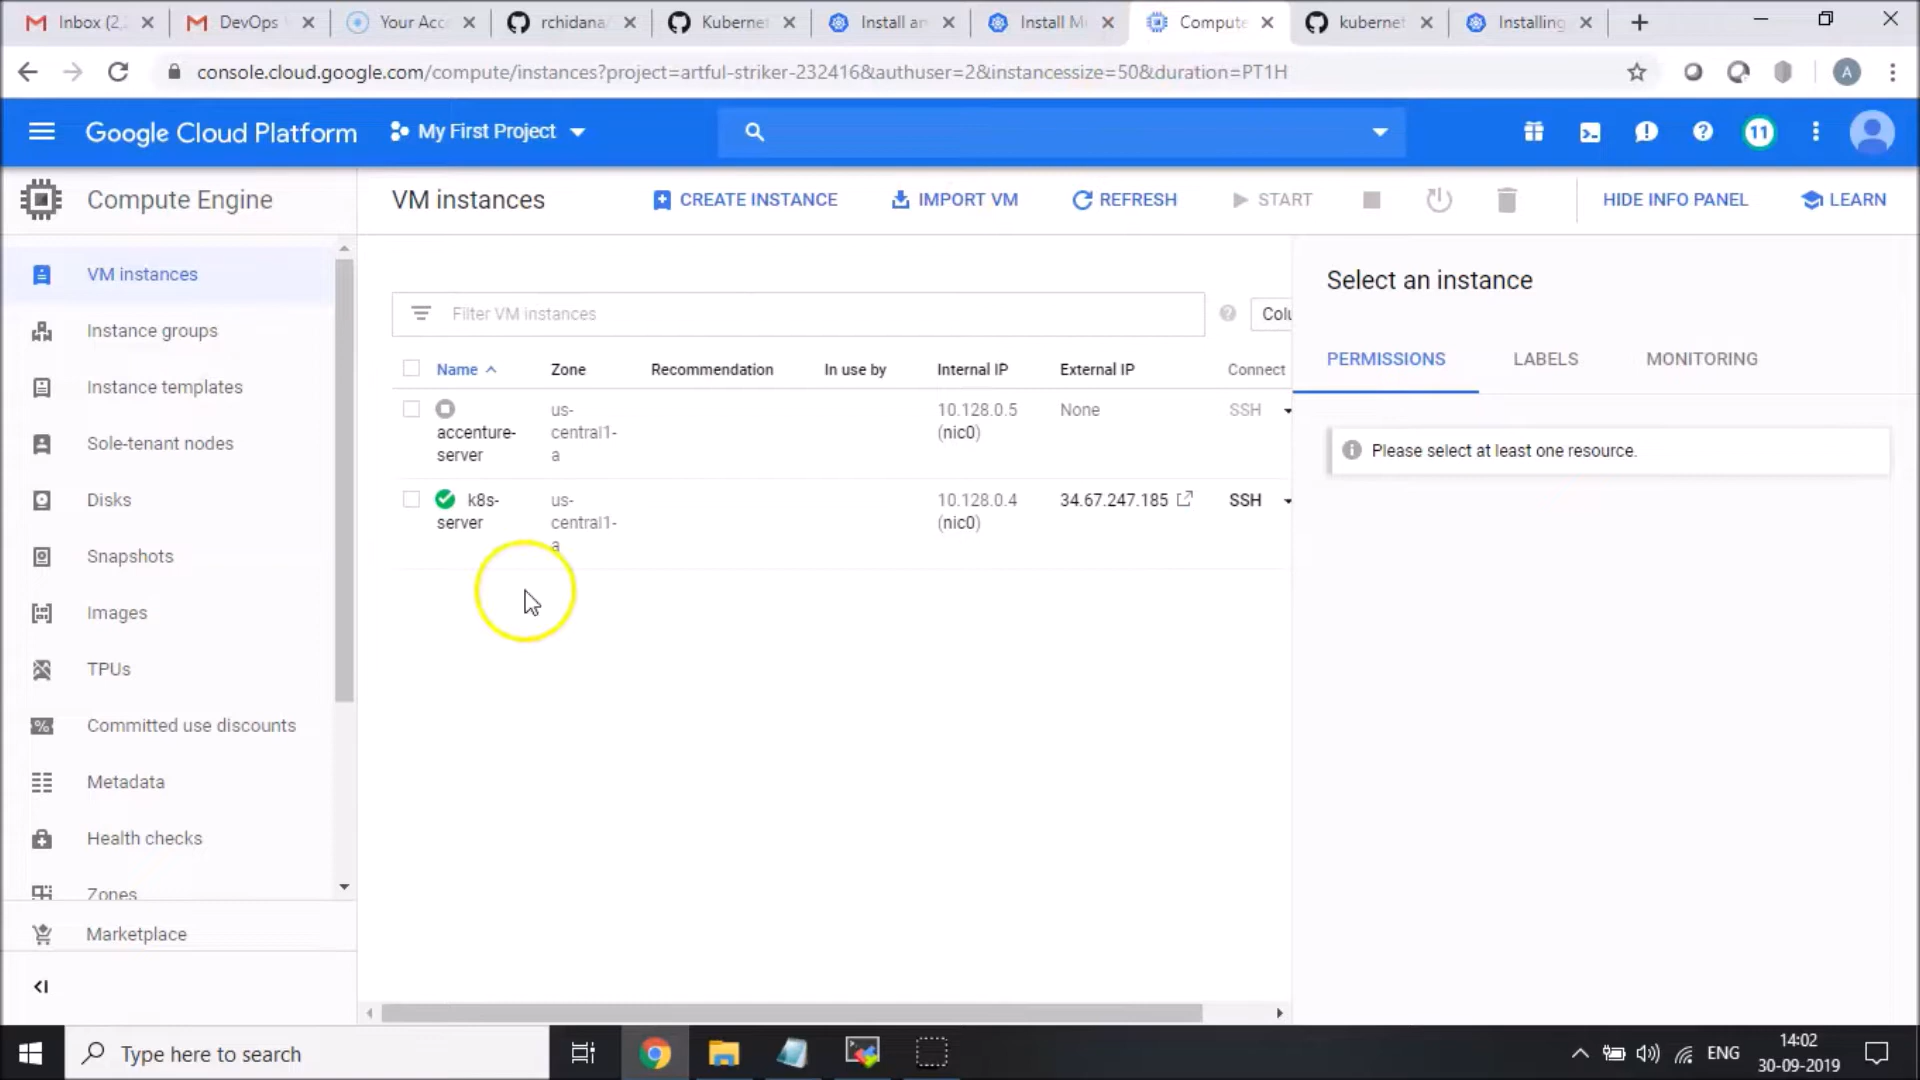 Inbox (2,
DevOps
Your Acc
rchidana/
Kubernet
Install an
Install Mi
Compute
kubernet
Installing
console.cloud.google.com/compute/instances?project=artful-striker-232416&authuser=2&instancessize=50&duration=PT1H
A
Google Cloud Platform
My First Project
11
Compute Engine
VM instances
CREATE INSTANCE
IMPORT VM
REFRESH
START
HIDE INFO PANEL
LEARN
VM instances
Instance groups
Instance templates
Sole-tenant nodes
Disks
Snapshots
Images
TPUs
Committed use discounts
Metadata
Health checks
Zones
Marketplace
Filter VM instances
Colu
Name
Zone
Recommendation
In use by
Internal IP
External IP
Connect
accenture-
server
us-
central1-
a
10.128.0.5
(nic0)
None
SSH
k8s-
server
us-
central1-
a
10.128.0.4
(nic0)
34.67.247.185
SSH
Select an instance
PERMISSIONS
LABELS
MONITORING
Please select at least one resource.
Type here to search
ENG
14:02
30-09-2019